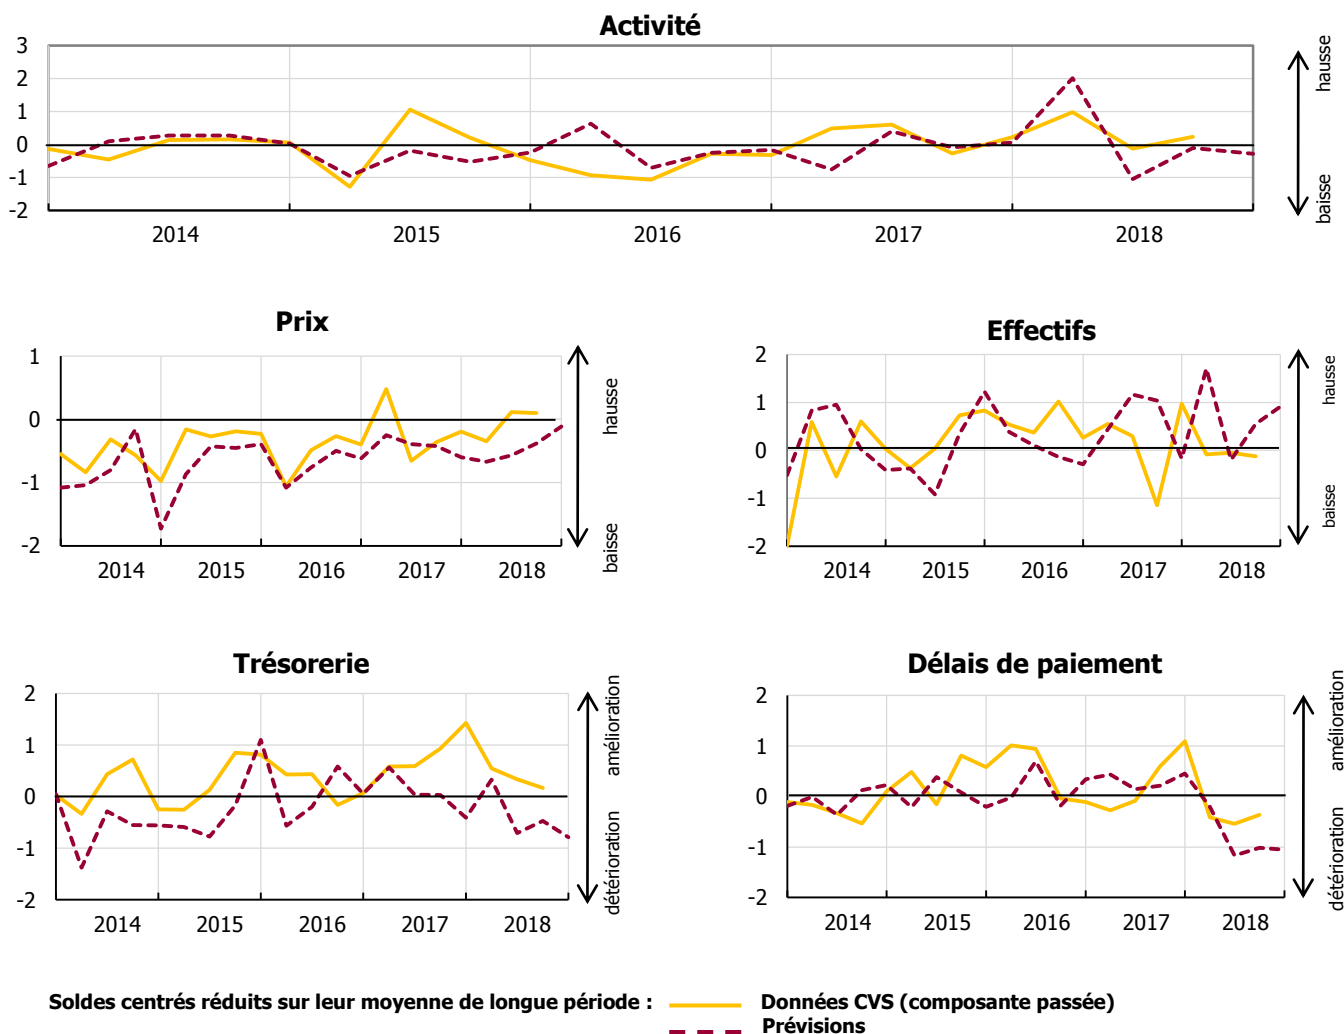 Activité
3
2
1
0
-1
-2
2014 2015 2016 2017 2018
hausse
baisse
Prix
1
0
-1
-2
2014 2015 2016 2017 2018
hausse
baisse
Effectifs
2
1
0
-1
-2
2014 2015 2016 2017 2018
hausse
baisse
Trésorerie
2
1
0
-1
-2
2014 2015 2016 2017 2018
amélioration
détérioration
Délais de paiement
2
1
0
-1
-2
2014 2015 2016 2017 2018
amélioration
détérioration
Soldes centrés réduits sur leur moyenne de longue période : Données CVS (composante passée)
Prévisions